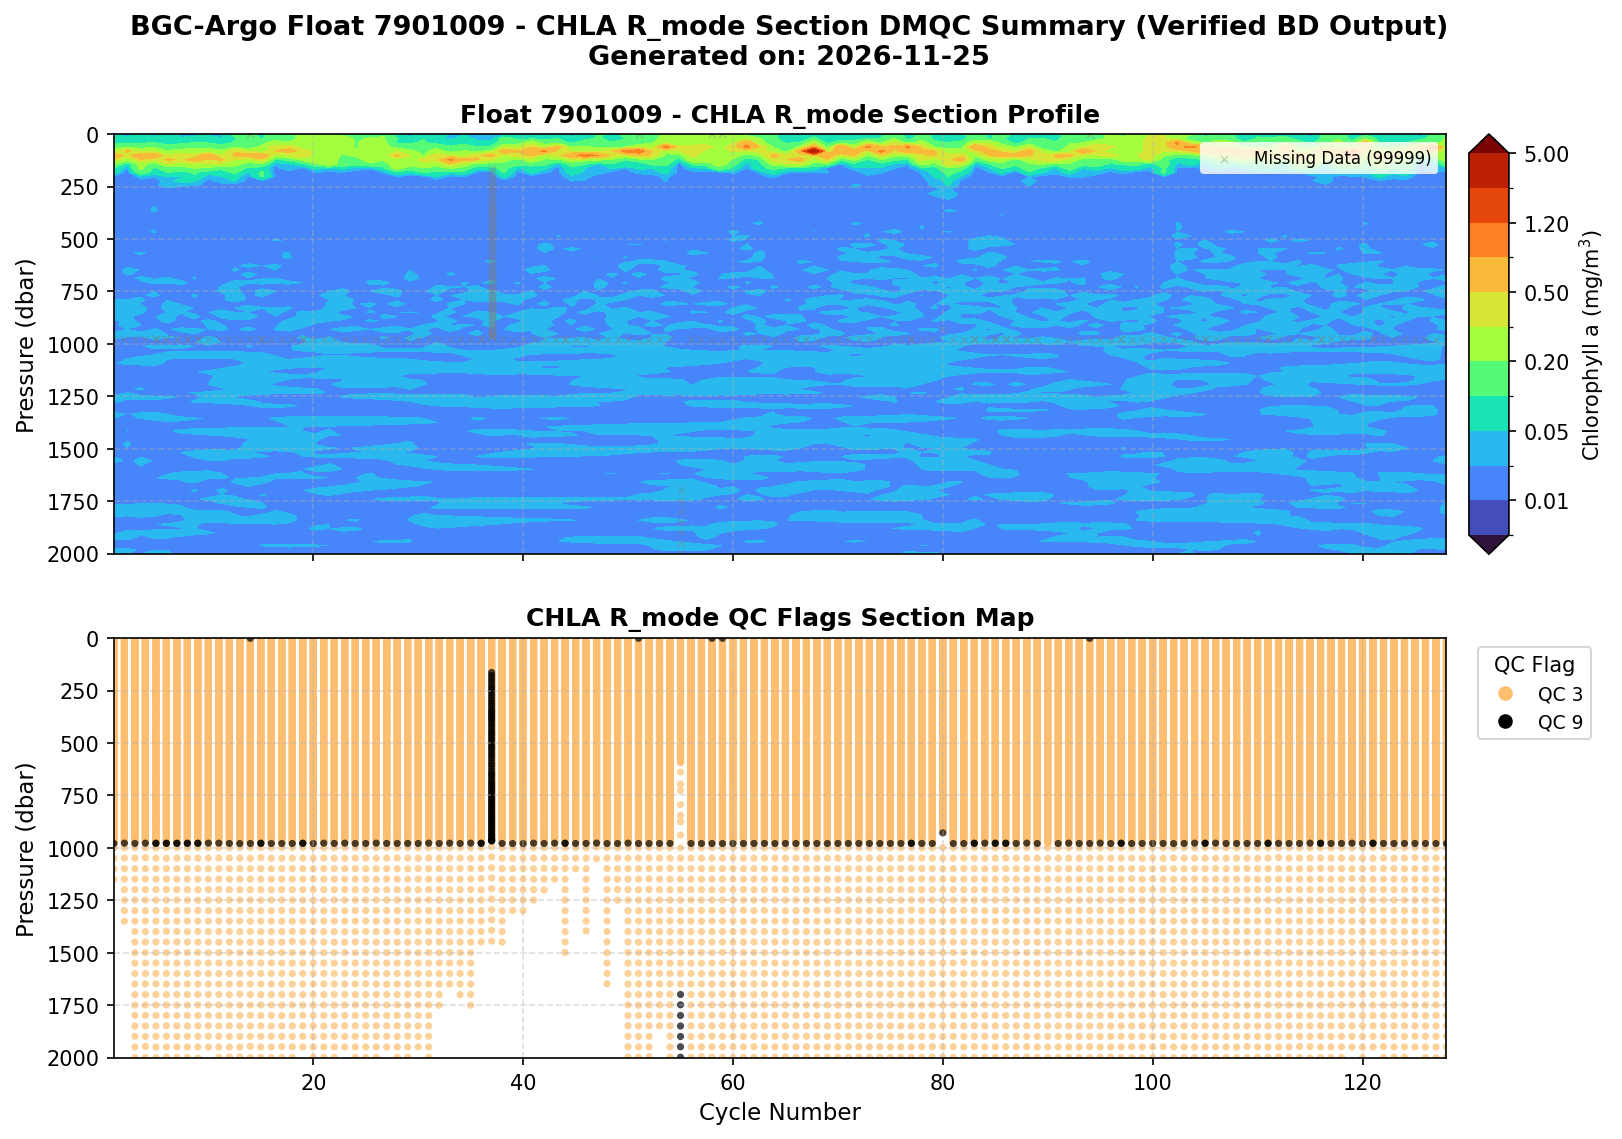 BGC-Argo Float 7901009 - CHLA R_mode Section DMQC Summary (Verified BD Output)
Generated on: 2026-11-25
Float 7901009 - CHLA R_mode Section Profile
Missing Data (99999)
0
250
500
750
1000
1250
1500
1750
2000
Pressure (dbar)
5.00
1.20
0.50
0.20
0.05
0.01
Chlorophyll a (mg/m³)
CHLA R_mode QC Flags Section Map
0
250
500
750
1000
1250
1500
1750
2000
Pressure (dbar)
20
40
60
80
100
120
Cycle Number
QC Flag
QC 3
QC 9